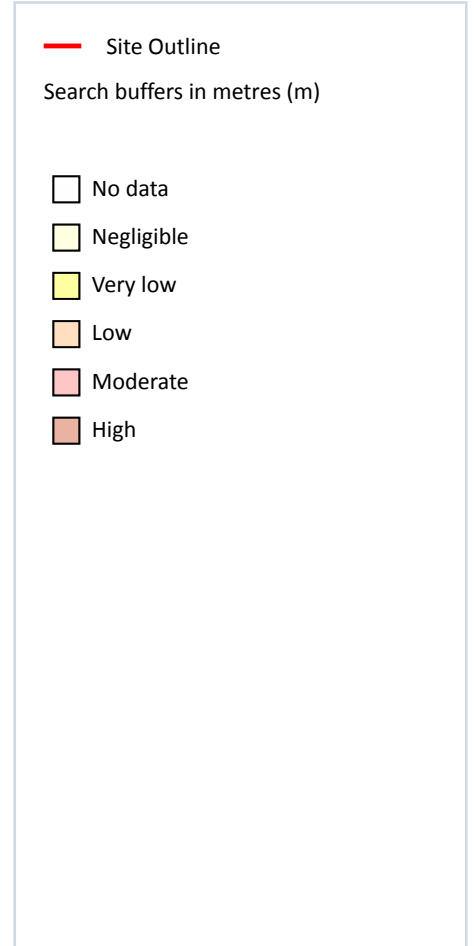 Site Outline
Search buffers in metres (m)
No data
Negligible
Very low
Low
Moderate
High